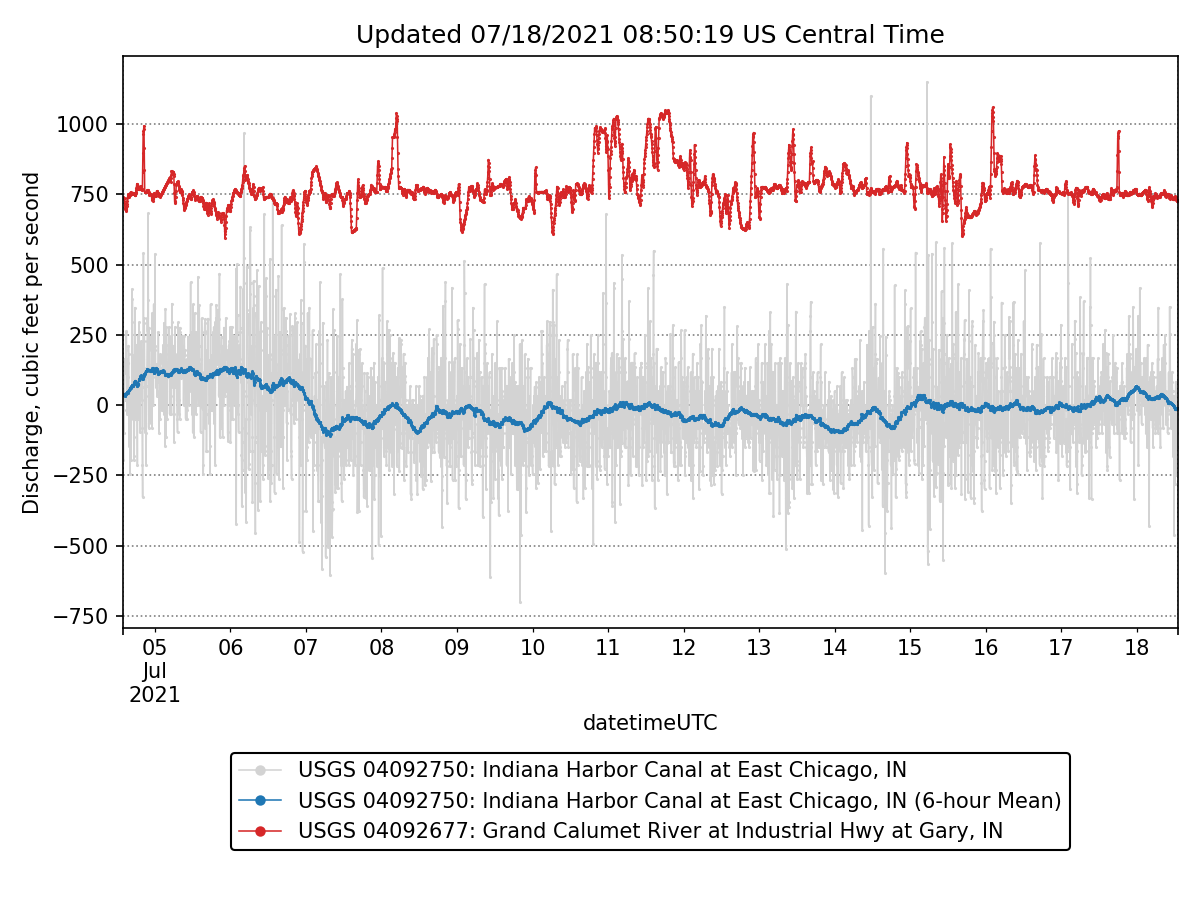 Updated 07/18/2021 08:50:19 US Central Time
Discharge, cubic feet per second
1000
750
500
250
0
−250
−500
−750
05 06 07 08 09 10 11 12 13 14 15 16 17 18
Jul
2021
datetimeUTC
USGS 04092750: Indiana Harbor Canal at East Chicago, IN
USGS 04092750: Indiana Harbor Canal at East Chicago, IN (6-hour Mean)
USGS 04092677: Grand Calumet River at Industrial Hwy at Gary, IN